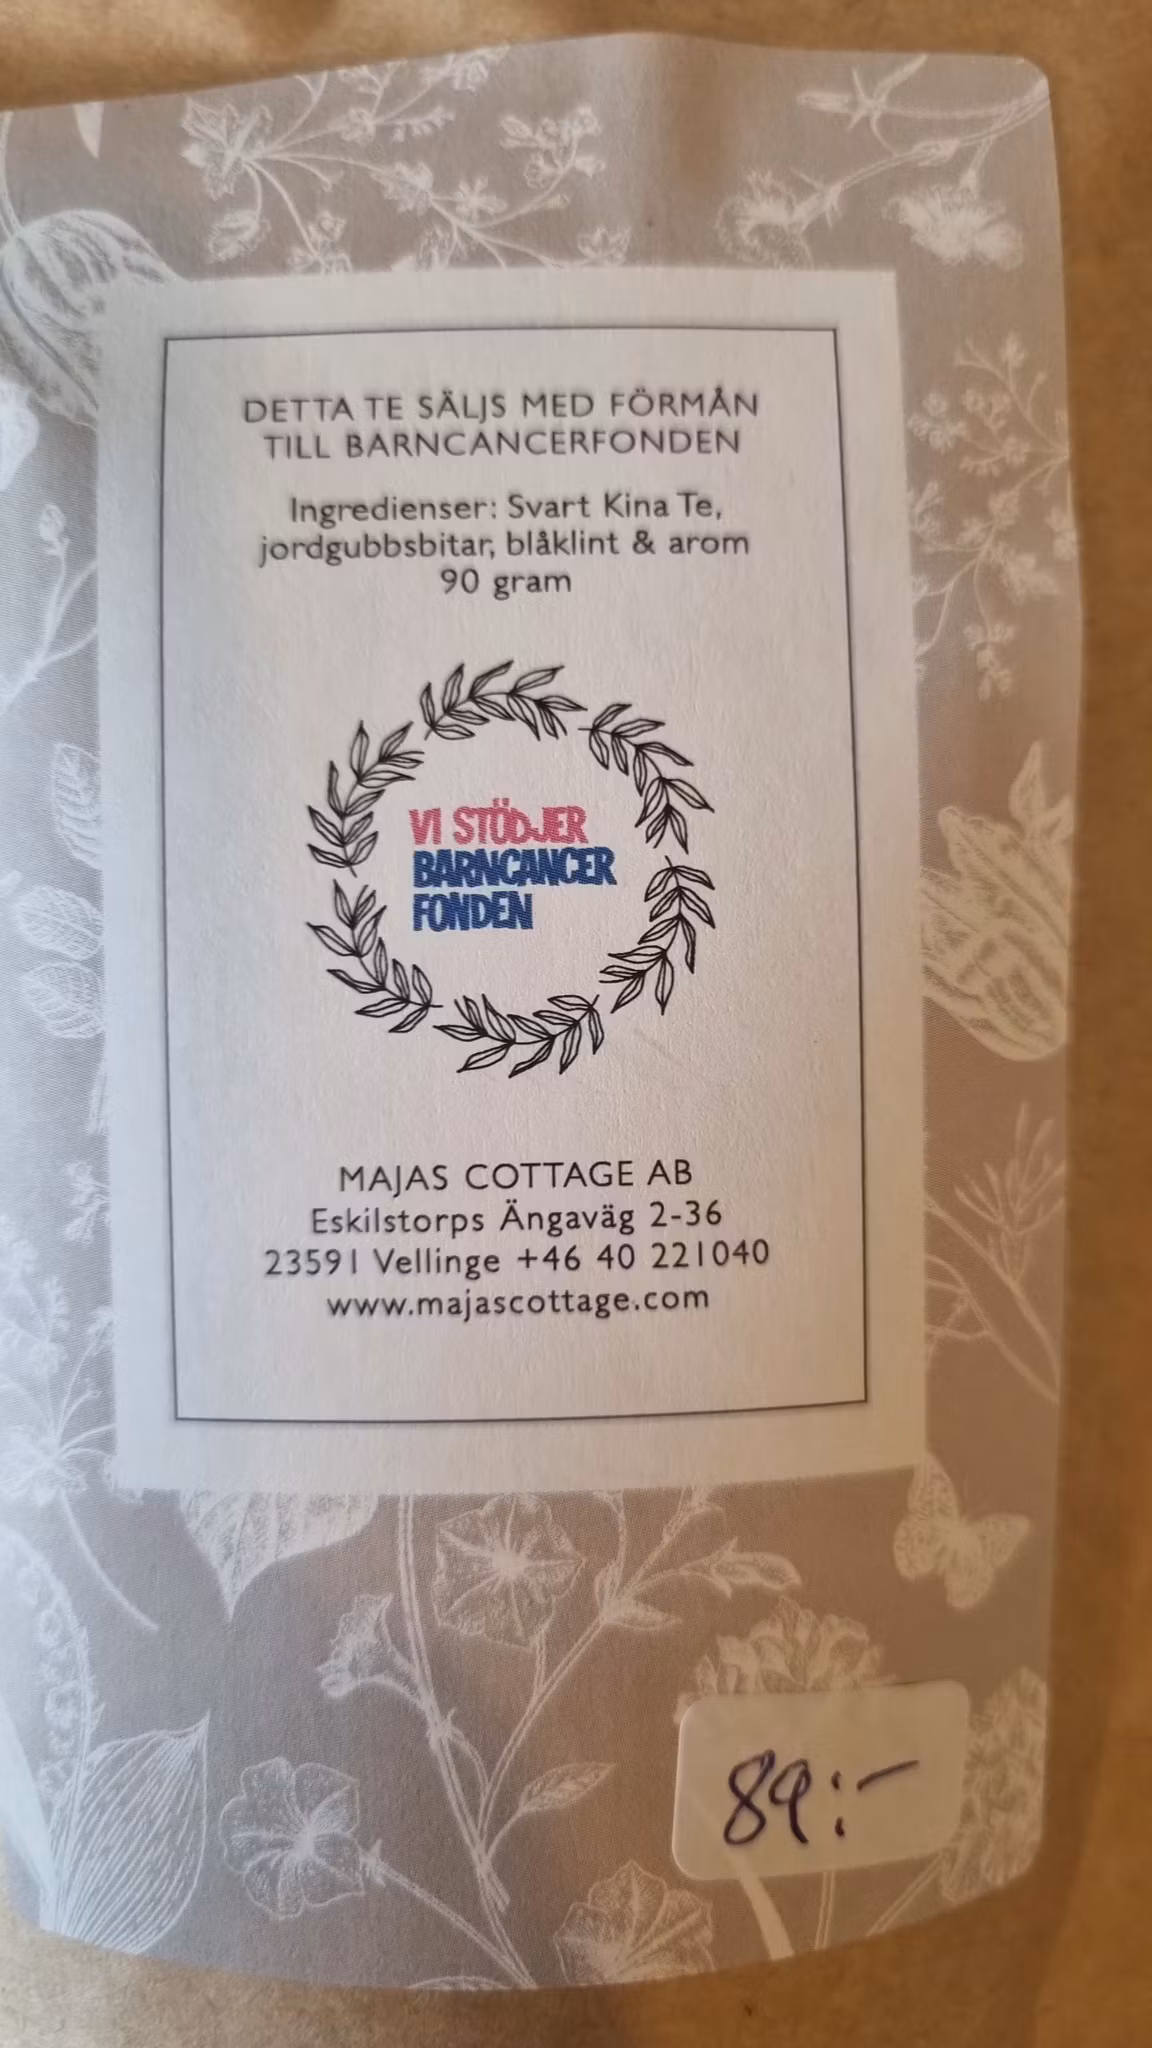 DETTA TE SÄLJS MED FÖRMÅN
TILL BARNCANCERFONDEN
Ingredienser: Svart Kina Te,
jordgubbsbitar, blåklint & arom
90 gram
VI STÖDJER
BARNCANCER
FONDEN
MAJAS COTTAGE AB
Eskilstorps Ängaväg 2-36
23591 Vellinge +46 40 221040
www.majascottage.com
89:-